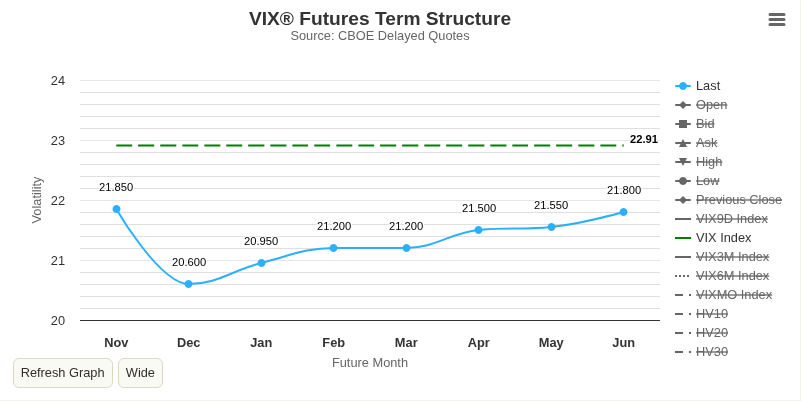 VIX® Futures Term Structure
Source: CBOE Delayed Quotes
24
23
22
21
20
Volatility
22.91
21.850
20.600
20.950
21.200
21.200
21.500
21.550
21.800
Nov Dec Jan Feb Mar Apr May Jun
Future Month
Last
Open
Bid
Ask
High
Low
Previous Close
VIX9D Index
VIX Index
VIX3M Index
VIX6M Index
VIXMO Index
HV10
HV20
HV30
Refresh Graph Wide